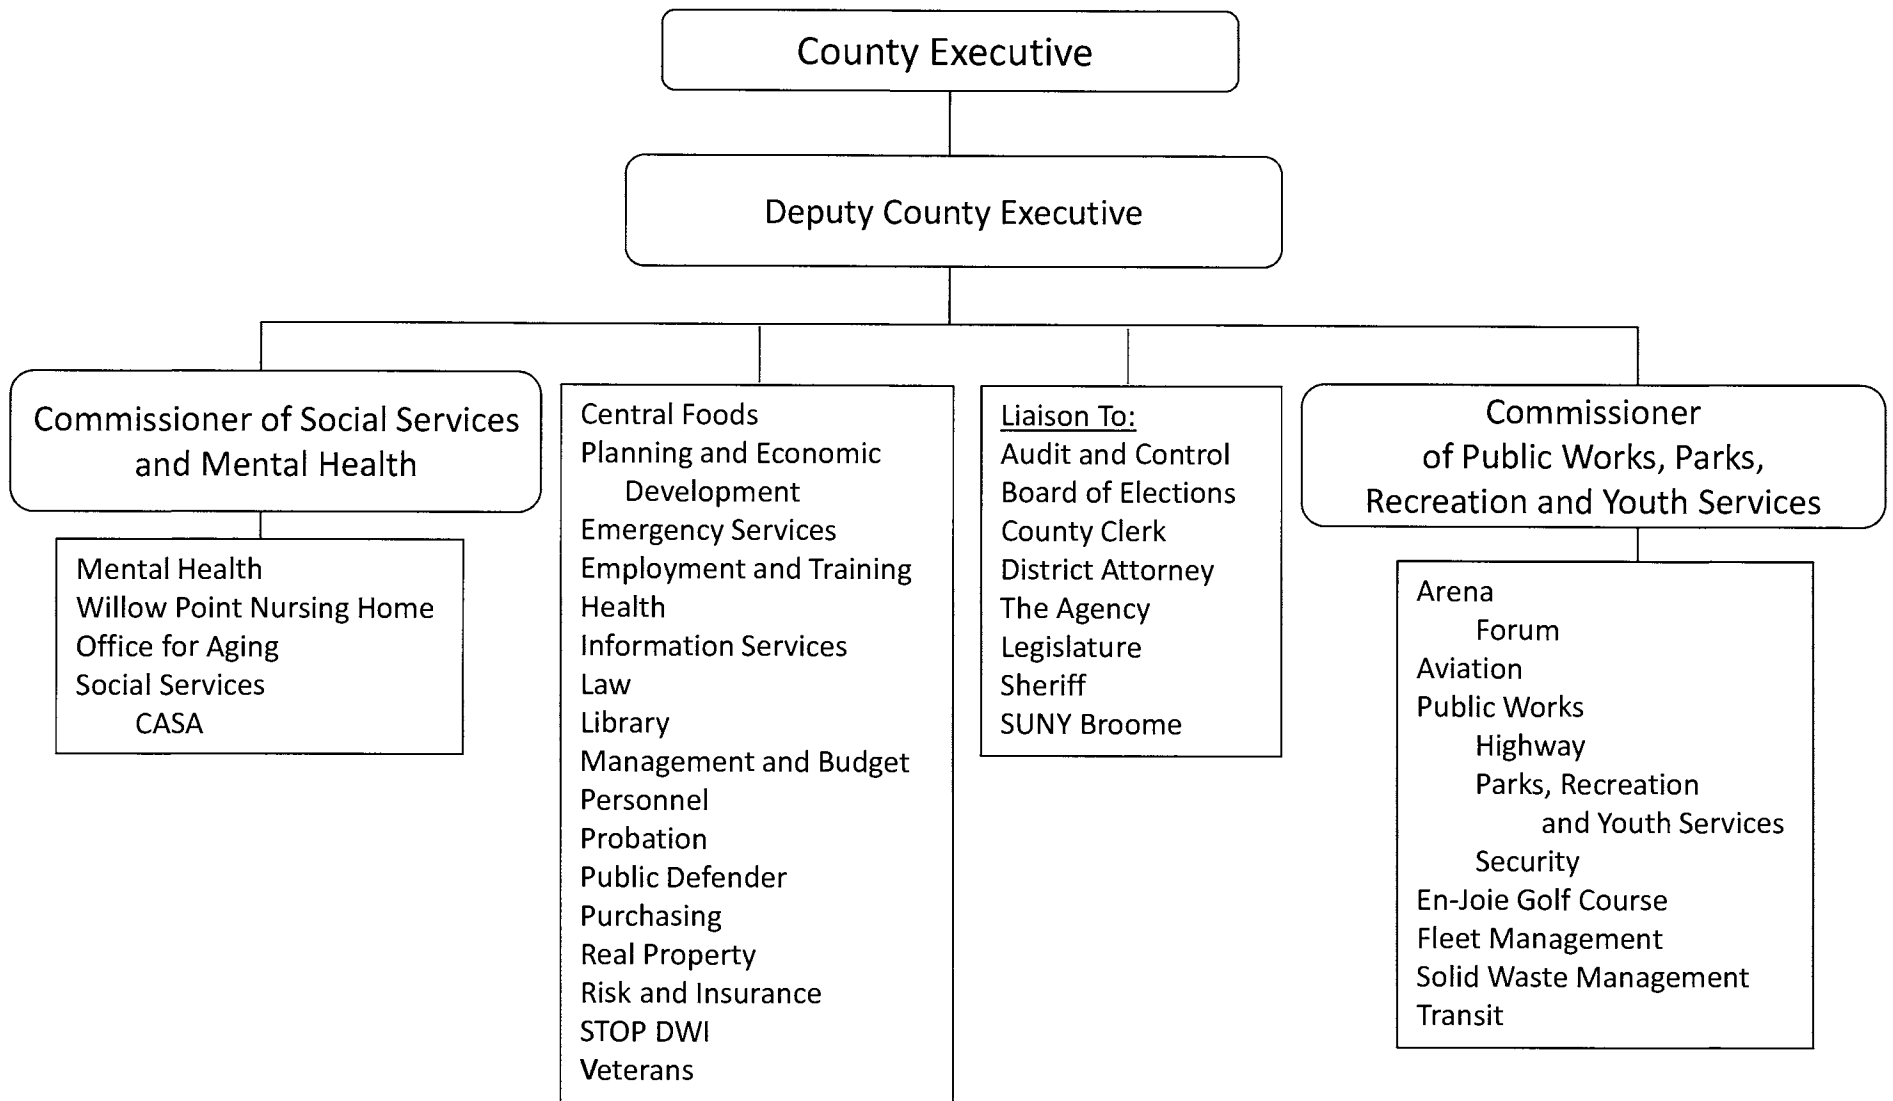 County Executive
Deputy County Executive
Commissioner of Social Services
and Mental Health
Mental Health
Willow Point Nursing Home
Office for Aging
Social Services
CASA
Central Foods
Planning and Economic
Development
Emergency Services
Employment and Training
Health
Information Services
Law
Library
Management and Budget
Personnel
Probation
Public Defender
Purchasing
Real Property
Risk and Insurance
STOP DWI
Veterans
Liaison To:
Audit and Control
Board of Elections
County Clerk
District Attorney
The Agency
Legislature
Sheriff
SUNY Broome
Commissioner
of Public Works, Parks,
Recreation and Youth Services
Arena
Forum
Aviation
Public Works
Highway
Parks, Recreation
and Youth Services
Security
En-Joie Golf Course
Fleet Management
Solid Waste Management
Transit